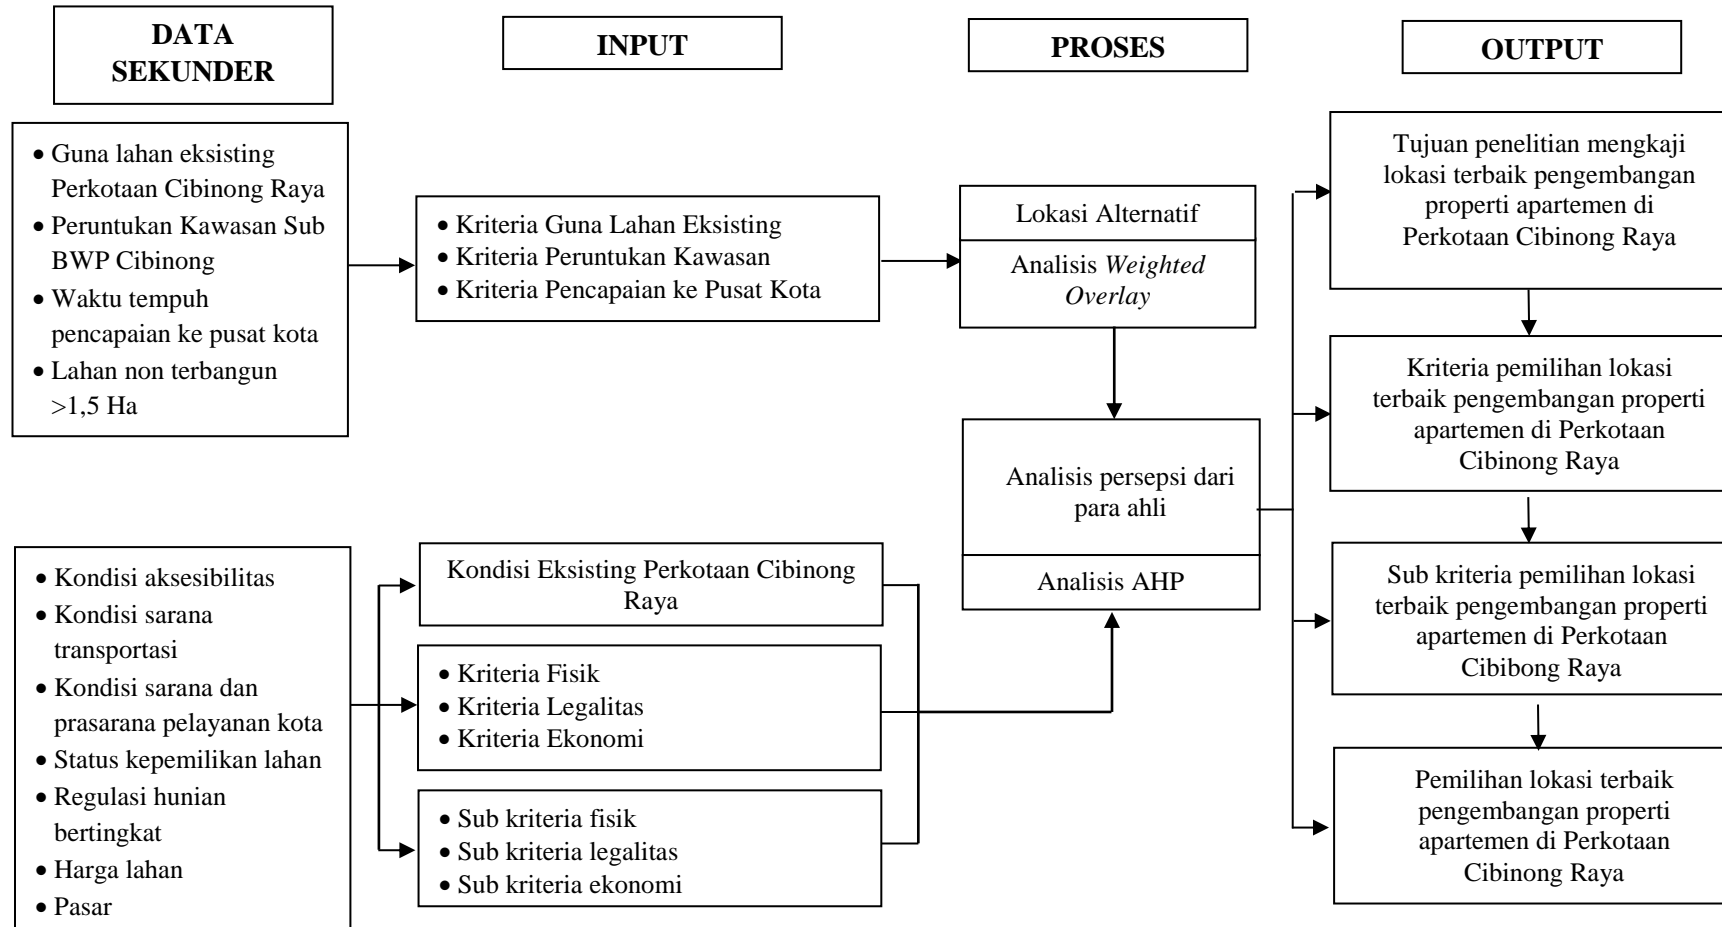 DATA
SEKUNDER
INPUT
PROSES
OUTPUT
• Guna lahan eksisting
Perkotaan Cibinong Raya
• Peruntukan Kawasan Sub
BWP Cibinong
• Waktu tempuh
pencapaian ke pusat kota
• Lahan non terbangun
>1,5 Ha
• Kriteria Guna Lahan Eksisting
• Kriteria Peruntukan Kawasan
• Kriteria Pencapaian ke Pusat Kota
Lokasi Alternatif
Analisis Weighted
Overlay
Tujuan penelitian mengkaji
lokasi terbaik pengembangan
properti apartemen di
Perkotaan Cibinong Raya
Kriteria pemilihan lokasi
terbaik pengembangan properti
apartemen di Perkotaan
Cibinong Raya
Analisis persepsi dari
para ahli
Analisis AHP
• Kondisi aksesibilitas
• Kondisi sarana
transportasi
• Kondisi sarana dan
prasarana pelayanan kota
• Status kepemilikan lahan
• Regulasi hunian
bertingkat
• Harga lahan
• Pasar
Kondisi Eksisting Perkotaan Cibinong
Raya
• Kriteria Fisik
• Kriteria Legalitas
• Kriteria Ekonomi
• Sub kriteria fisik
• Sub kriteria legalitas
• Sub kriteria ekonomi
Sub kriteria pemilihan lokasi
terbaik pengembangan properti
apartemen di Perkotaan
Cibibong Raya
Pemilihan lokasi terbaik
pengembangan properti
apartemen di Perkotaan
Cibinong Raya